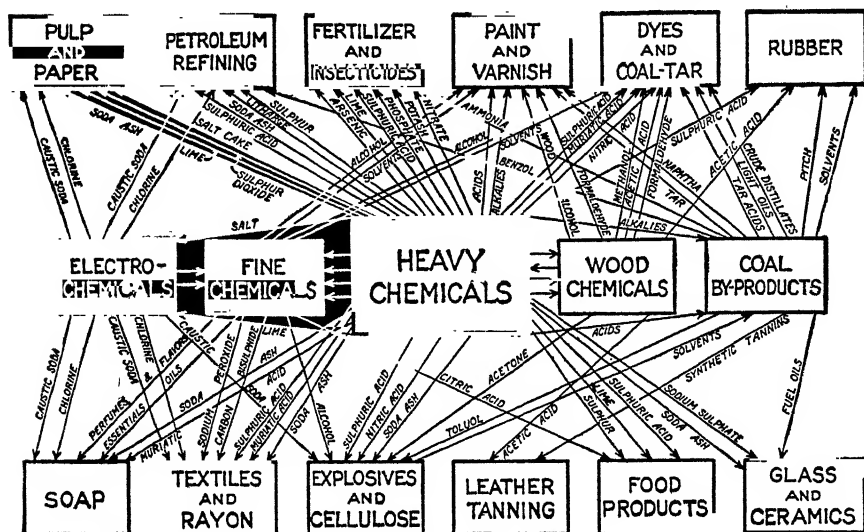 PULP
AND
PAPER
PETROLEUM
REFINING
FERTILIZER
AND
INSECTICIDES
PAINT
AND
VARNISH
DYES
AND
COAL-TAR
RUBBER
CAUSTIC SODA
CHLORINE
SODA ASH
SALT CAKE
LIME
SULPHUR
DIOXIDE
CAUSTIC SODA
CHLORINE
SULPHURIC ACID
SODA ASH
LITHARGE
SULPHUR
ALCOHOL
SOLVENTS
ARSENIC
LIME
SULPHURIC ACID
PHOSPHATE
POTASH
NITRATE
AMMONIA
ALCOHOL
SOLVENTS
ACIDS
ALKALIES
BENZOL
WOOD
ALCOHOL
FORMALDEHYDE
SULPHURIC ACID
MURIATIC ACID
NITRIC ACID
METHANOL
ACETIC ACID
FORMALDEHYDE
NAPHTHA
TAR
SULPHURIC ACID
ACETIC ACID
CRUDE DISTILLATES
LIGHT OILS
TAR ACIDS
PITCH
SOLVENTS
SALT
ALKALIES
ELECTRO-
CHEMICALS
FINE
CHEMICALS
HEAVY
CHEMICALS
WOOD
CHEMICALS
COAL
BY-PRODUCTS
LIME
ACIDS
CAUSTIC SODA
CHLORINE
PERFUMES & FLAVORS
ESSENTIALS OILS
CAUSTIC SODA
CHLORINE
MURIATIC ACID
SODA ASH
SODIUM PEROXIDE
CARBON BISULPHIDE
CAUSTIC SODA
SULPHURIC ACID
MURIATIC ACID
SODA ASH
ALCOHOL
SULPHURIC ACID
NITRIC ACID
SODA ASH
CITRIC ACID
ACETONE
TOLUOL
SOLVENTS
ACETIC ACID
SYNTHETIC TANNINS
SULPHUR
LIME
SULPHURIC ACID
SODA ASH
SODIUM SULPHATE
FUEL OILS
SOAP
TEXTILES
AND
RAYON
EXPLOSIVES
AND
CELLULOSE
LEATHER
TANNING
FOOD
PRODUCTS
GLASS
AND
CERAMICS